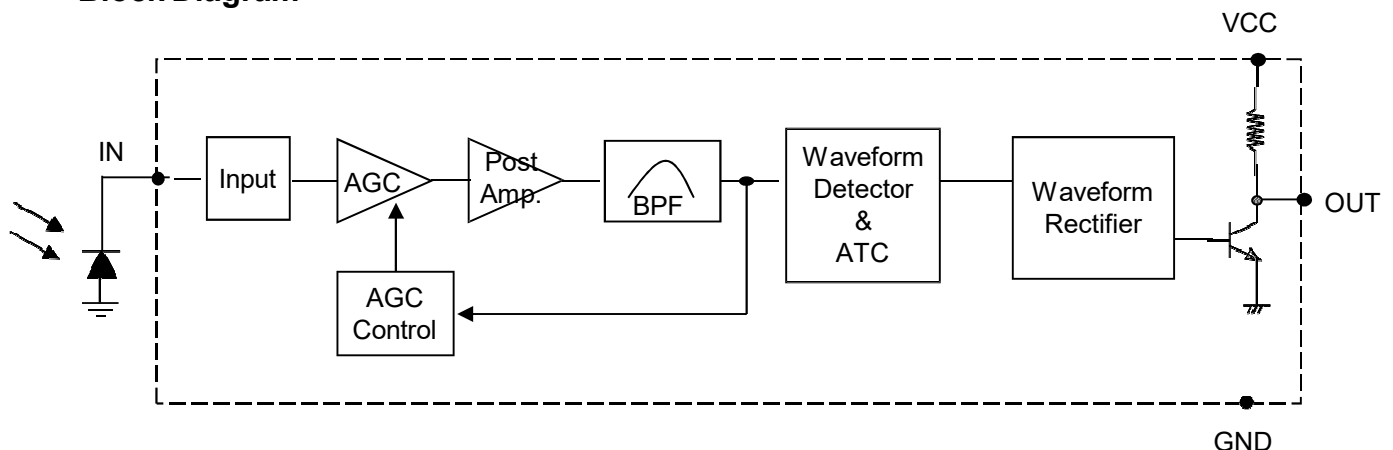 Block Diagram
VCC
IN
Input
AGC
Post
Amp.
BPF
Waveform
Detector
&
ATC
Waveform
Rectifier
OUT
AGC
Control
GND